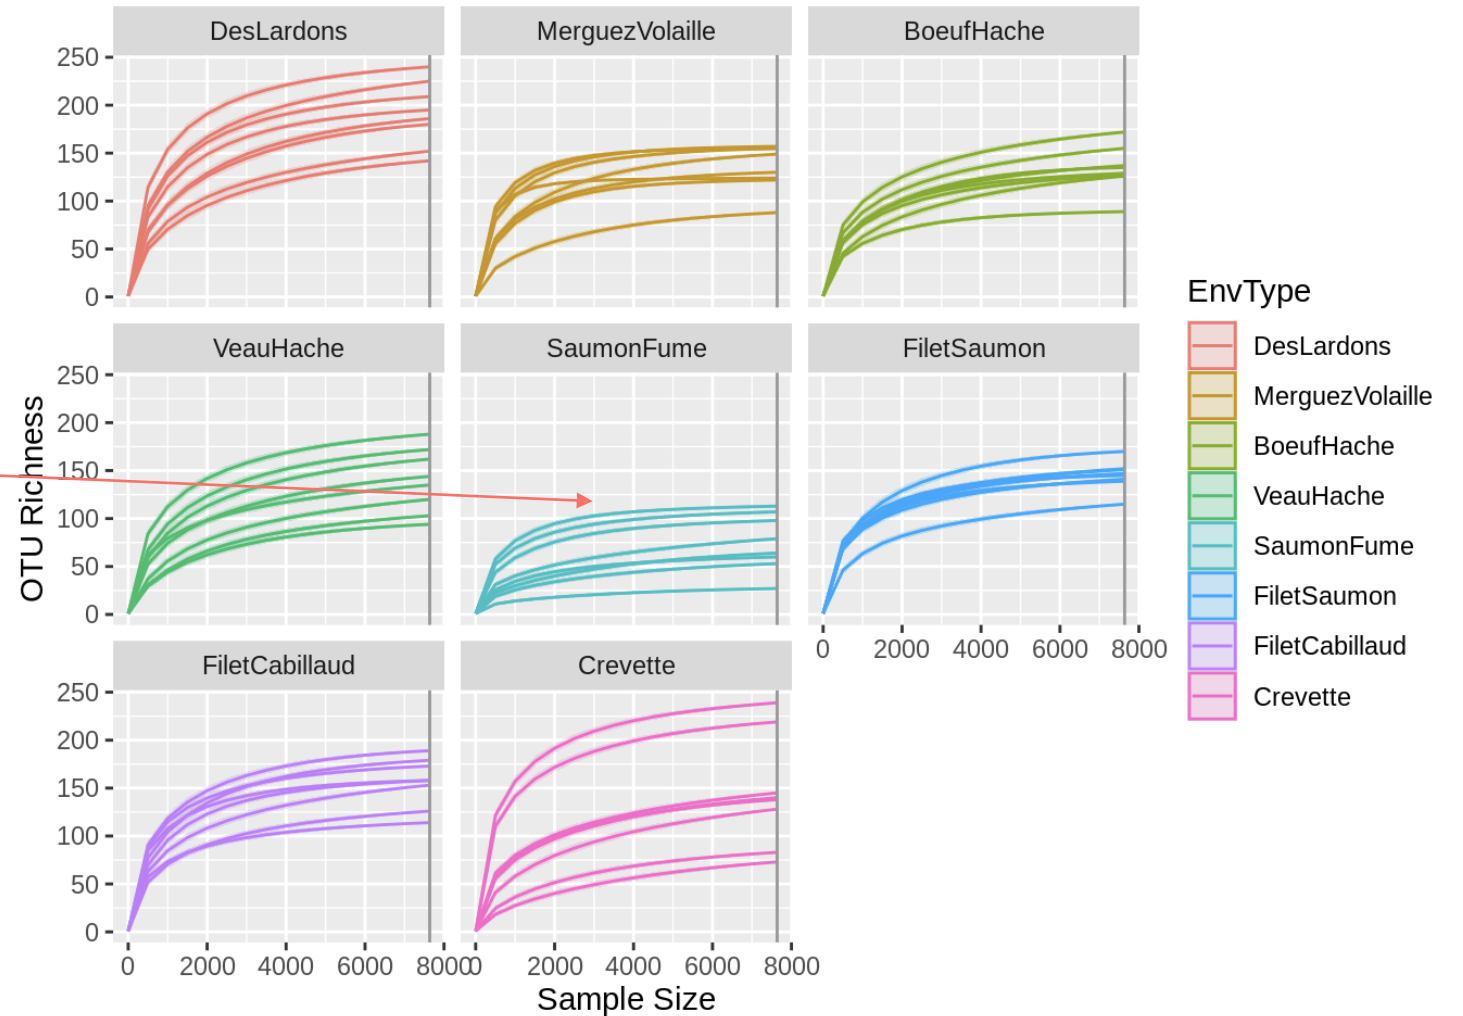 DesLardons
MerguezVolaille
BoeufHache
250
200
150
100
50
0
VeauHache
SaumonFume
FiletSaumon
250
200
150
100
50
0
0 2000 4000 6000 8000
FiletCabillaud
Crevette
250
200
150
100
50
0
0 2000 4000 6000 8000
0 2000 4000 6000 8000
Sample Size
OTU Richness
EnvType
DesLardons
MerguezVolaille
BoeufHache
VeauHache
SaumonFume
FiletSaumon
FiletCabillaud
Crevette